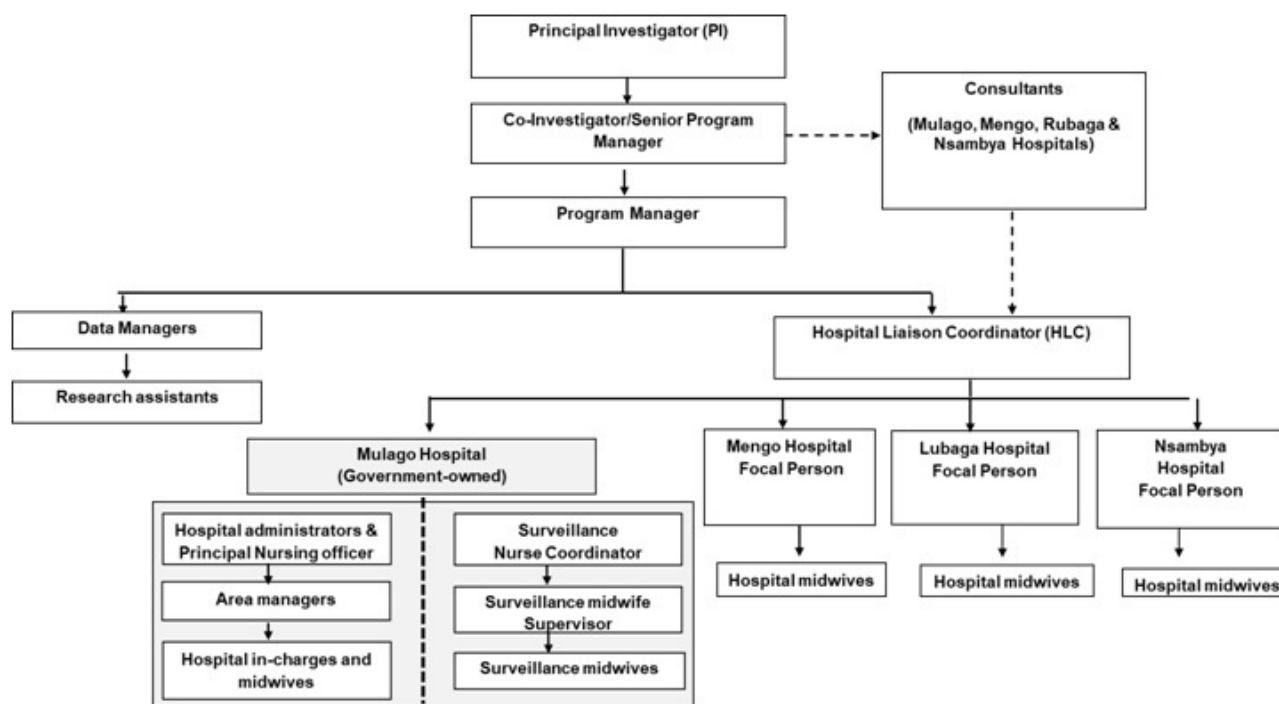 Principal Investigator (PI)
Co-Investigator/Senior Program
Manager
Consultants
(Mulago, Mengo, Rubaga &
Nsambya Hospitals)
Program Manager
Data Managers
Research assistants
Hospital Liaison Coordinator (HLC)
Mulago Hospital
(Government-owned)
Mengo Hospital
Focal Person
Lubaga Hospital
Focal Person
Nsambya
Hospital
Focal Person
Hospital administrators &
Principal Nursing officer
Area managers
Hospital in-charges and
midwives
Surveillance
Nurse Coordinator
Surveillance midwife
Supervisor
Surveillance midwives
Hospital midwives
Hospital midwives
Hospital midwives